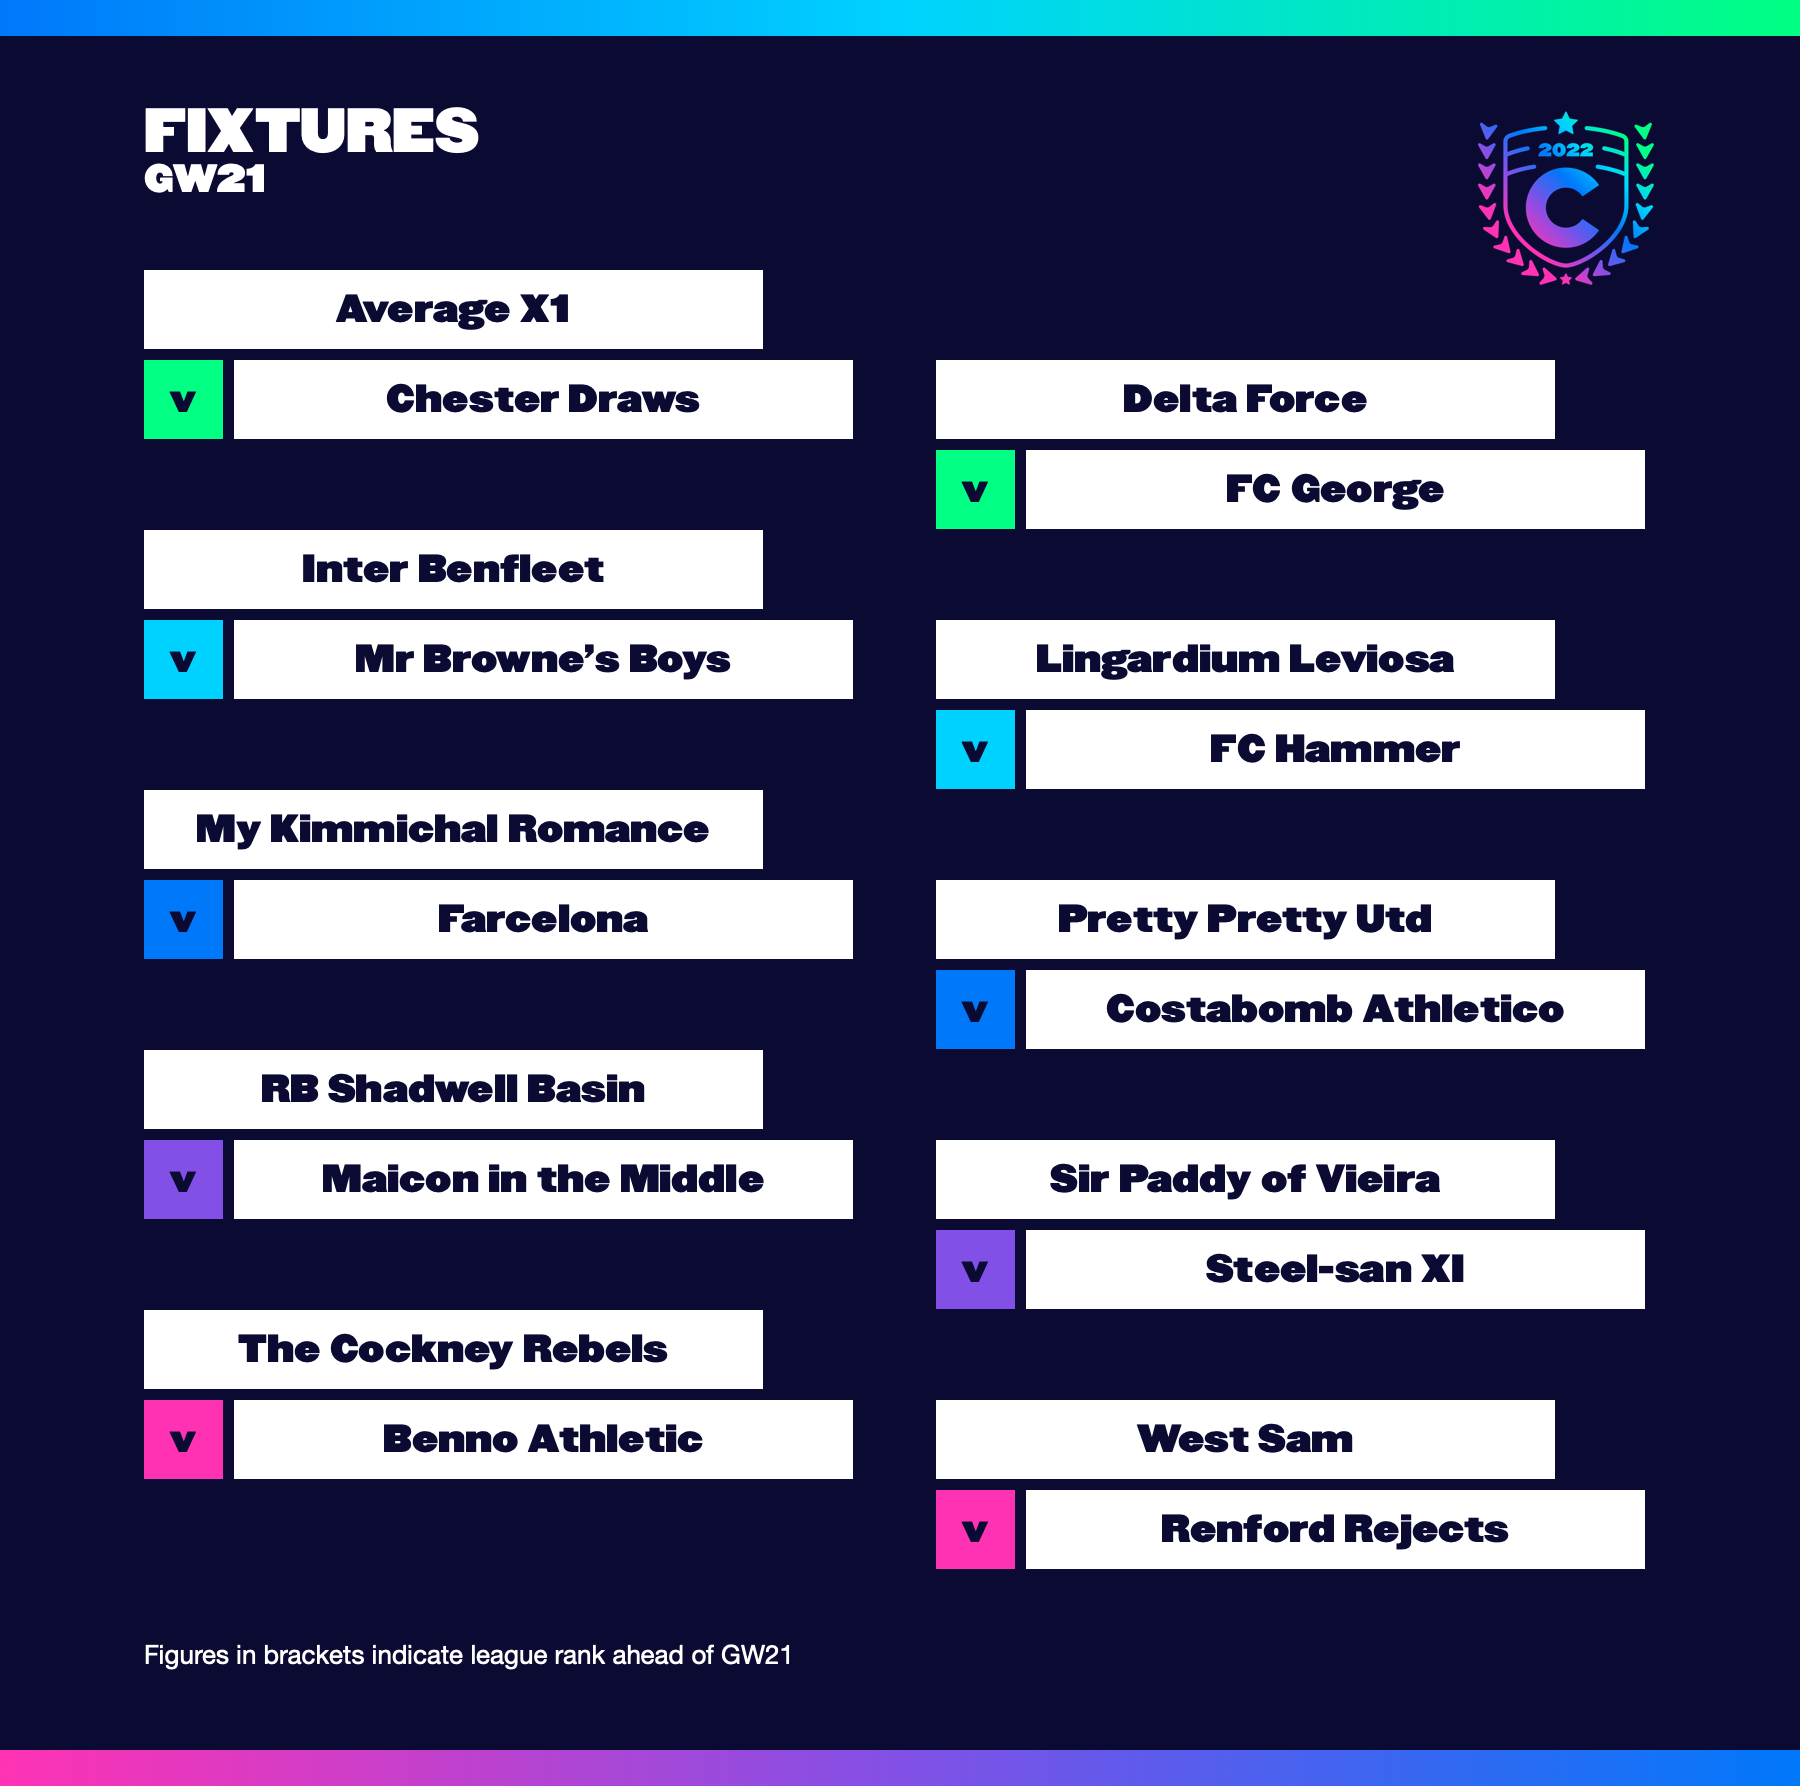 FIXTURES
GW21
2022
C
Average X1
v
Chester Draws
Inter Benfleet
v
Mr Browne’s Boys
My Kimmichal Romance
v
Farcelona
RB Shadwell Basin
v
Maicon in the Middle
The Cockney Rebels
v
Benno Athletic
Delta Force
v
FC George
Lingardium Leviosa
v
FC Hammer
Pretty Pretty Utd
v
Costabomb Athletico
Sir Paddy of Vieira
v
Steel-san XI
West Sam
v
Renford Rejects
Figures in brackets indicate league rank ahead of GW21